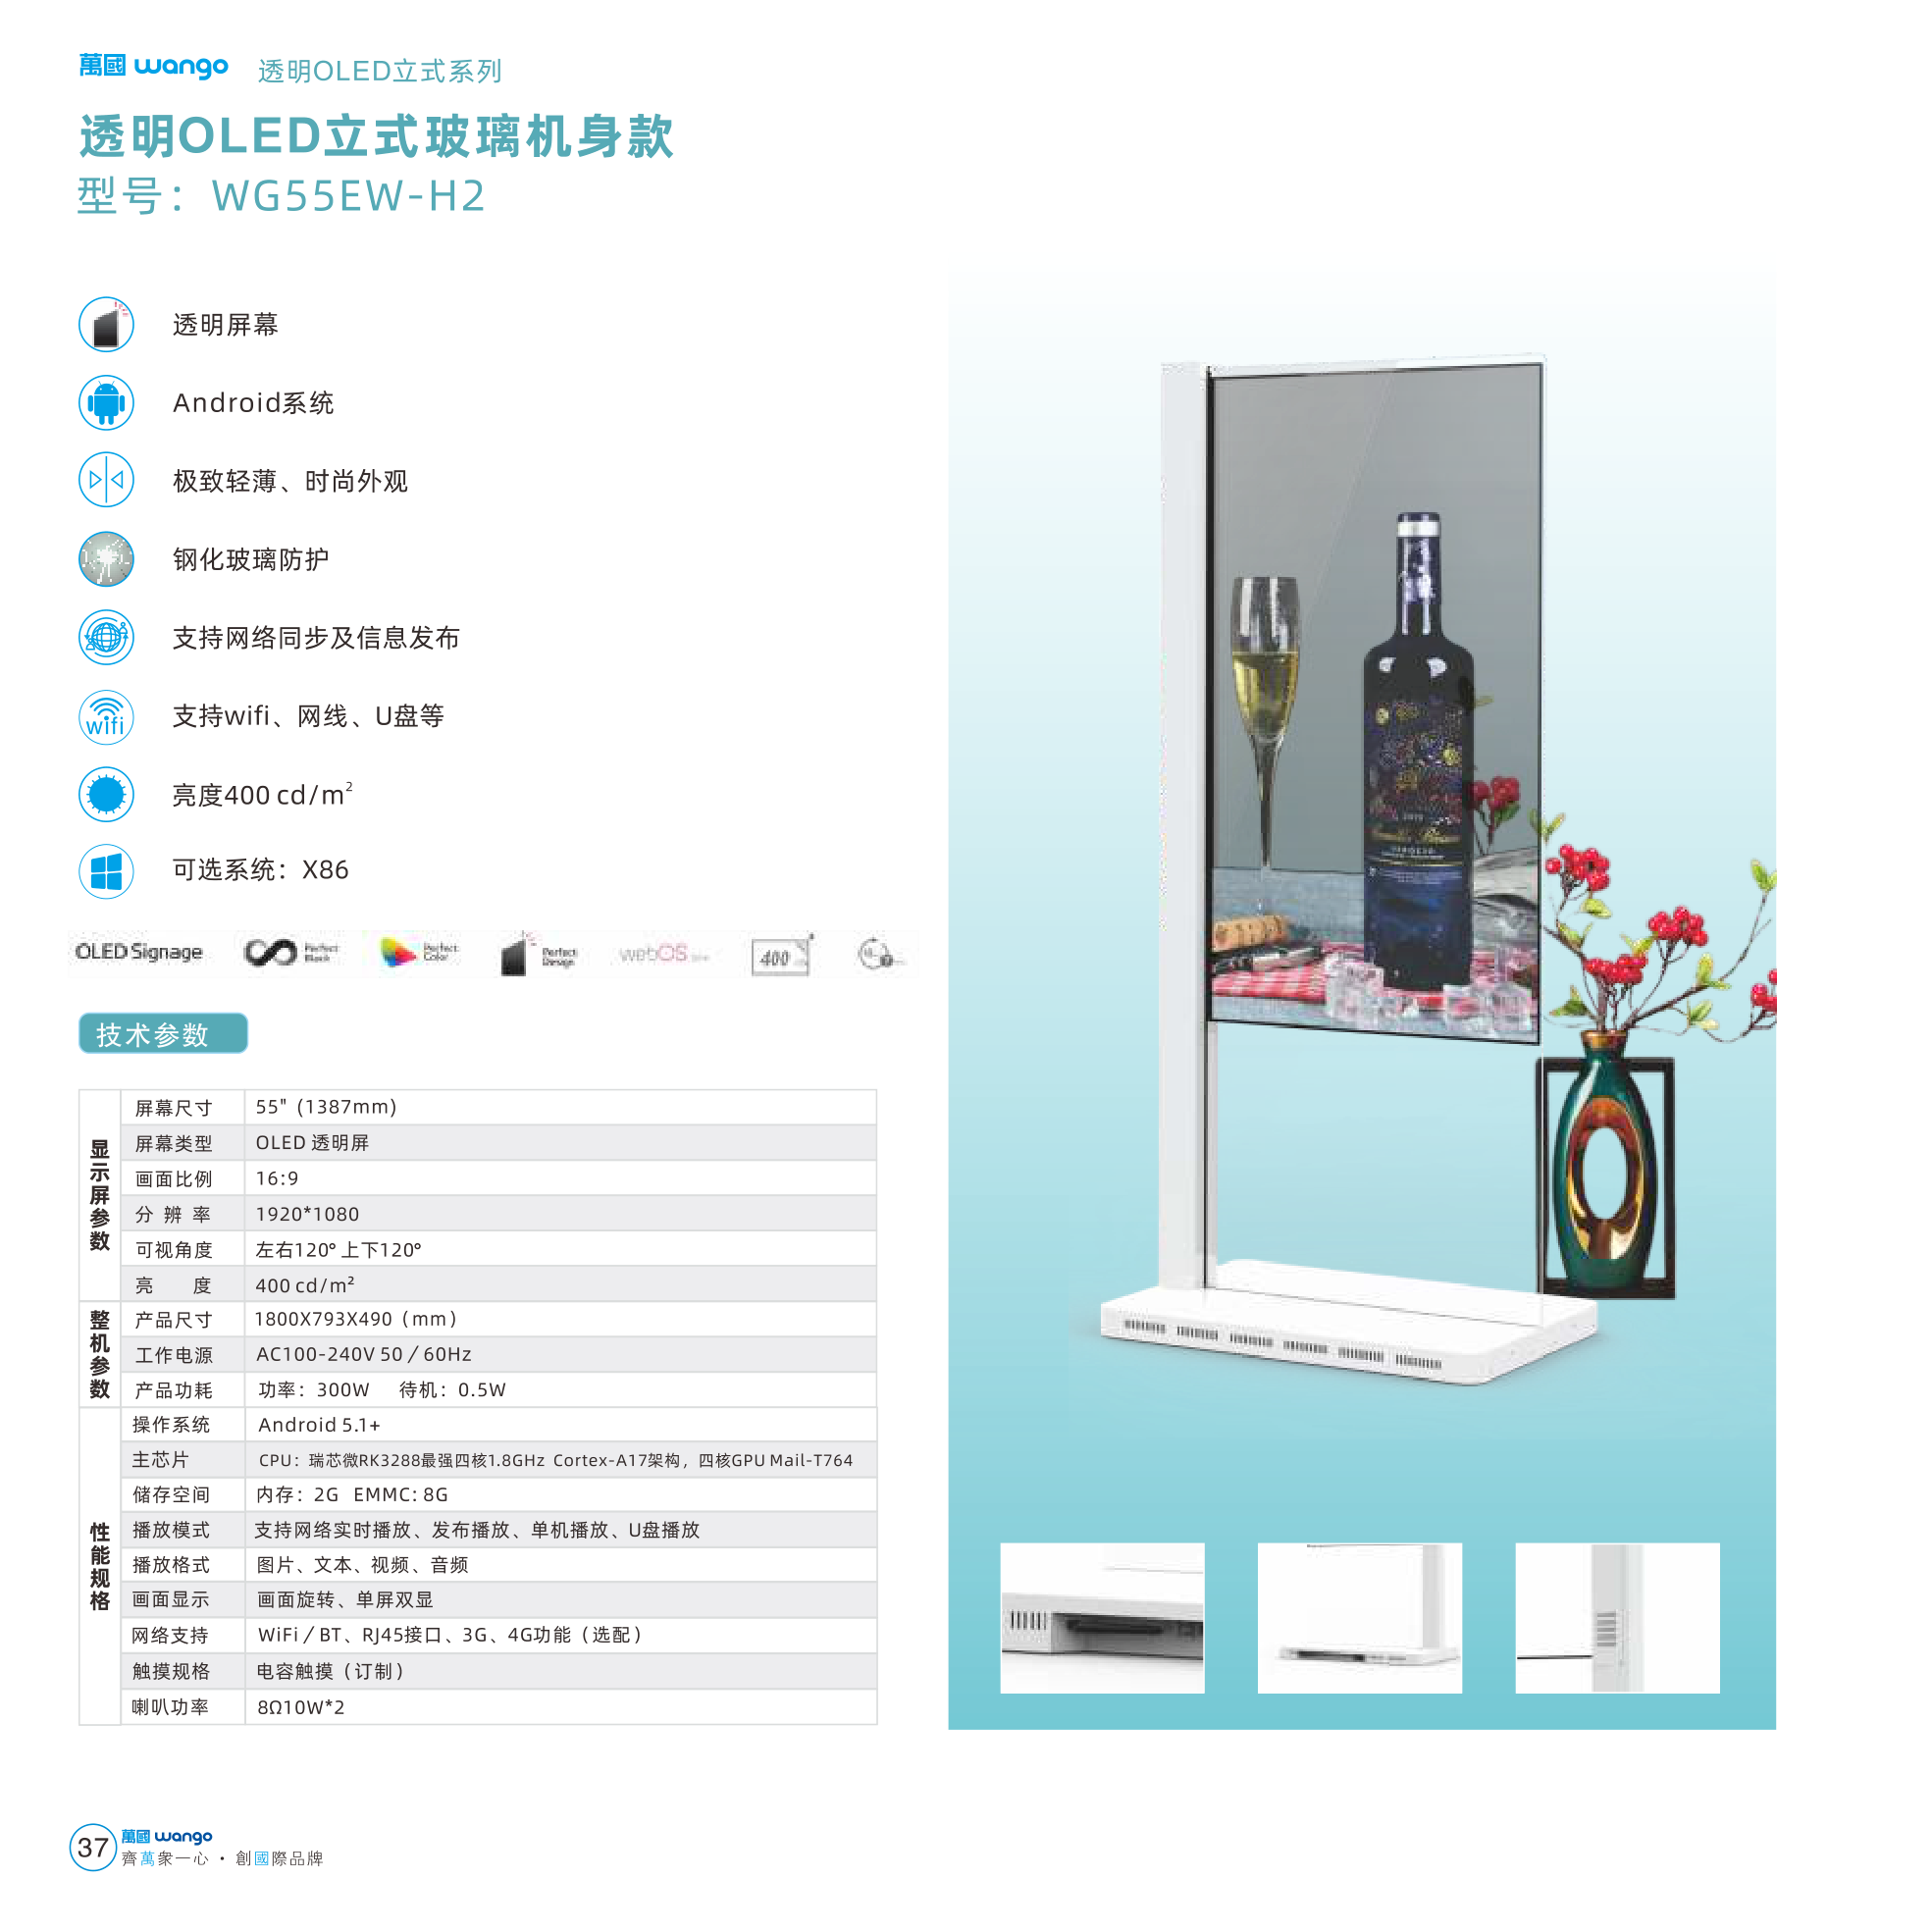 萬國 wango 透明OLED立式系列
透明OLED立式玻璃机身款
型号：WG55EW-H2
透明屏幕
Android系统
极致轻薄、时尚外观
钢化玻璃防护
支持网络同步及信息发布
wifi
支持wifi、网线、U盘等
亮度400 cd/m²
可选系统：X86
OLED Signage
Perfect Black
Perfect Color
Perfect Design
webOS
400
技术参数
显示屏参数
屏幕尺寸 55" (1387mm)
屏幕类型 OLED 透明屏
画面比例 16:9
分 辨 率 1920*1080
可视角度 左右120° 上下120°
亮 度 400 cd/m²
整机参数
产品尺寸 1800X793X490（mm）
工作电源 AC100-240V 50／60Hz
产品功耗 功率：300W 待机：0.5W
性能规格
操作系统 Android 5.1+
主芯片 CPU：瑞芯微RK3288最强四核1.8GHz Cortex-A17架构，四核GPU Mail-T764
储存空间 内存：2G EMMC: 8G
播放模式 支持网络实时播放、发布播放、单机播放、U盘播放
播放格式 图片、文本、视频、音频
画面显示 画面旋转、单屏双显
网络支持 WiFi／BT、RJ45接口、3G、4G功能（选配）
触摸规格 电容触摸（订制）
喇叭功率 8Ω10W*2
37 萬國 wango
齊萬衆一心 · 創國際品牌